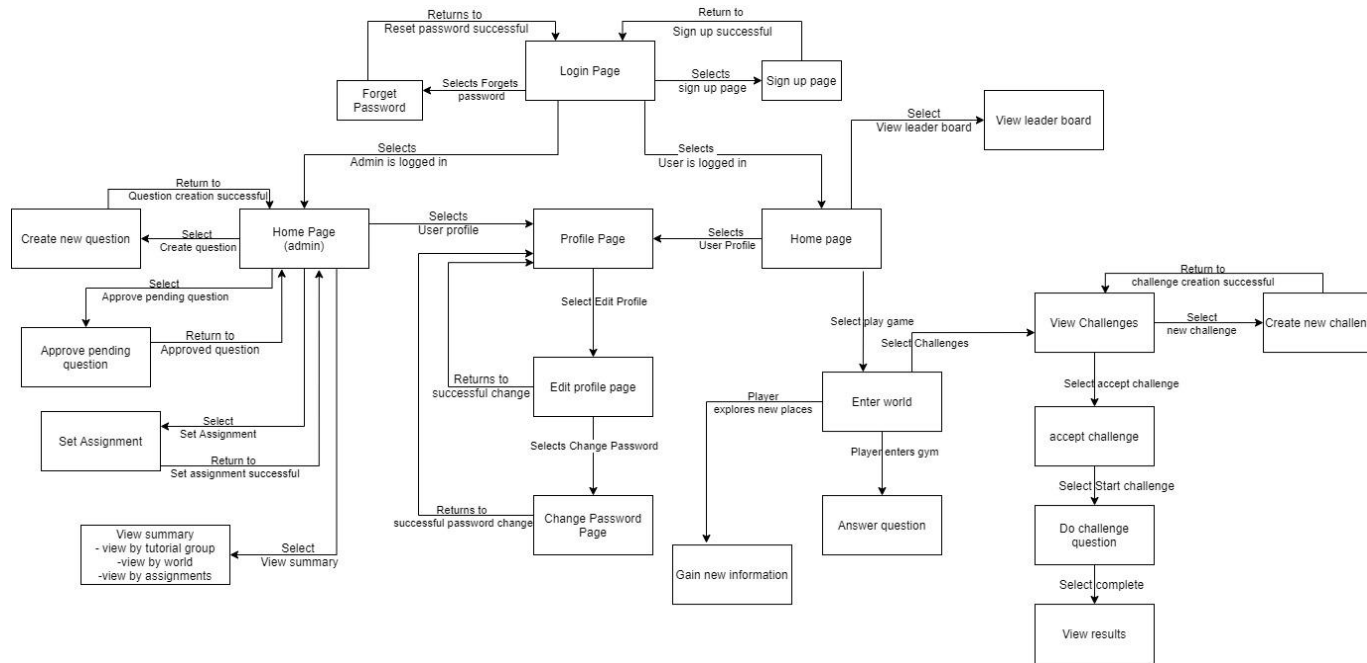 Returns to
Reset password successful
Return to
Sign up successful
Login Page
Selects
sign up page
Sign up page
Selects Forgets
password
Forget
Password
Select
View leader board
View leader board
Selects
Admin is logged in
Selects
User is logged in
Return to
Question creation successful
Create new question
Select
Create question
Home Page
(admin)
Selects
User profile
Profile Page
Selects
User Profile
Home page
Select
Approve pending question
Approve pending
question
Return to
Approved question
Select Edit Profile
Select play game
Select Challenges
Return to
challenge creation successful
View Challenges
Select
new challenge
Create new challen
Returns to
successful change
Edit profile page
Player
explores new places
Enter world
Select accept challenge
Set Assignment
Select
Set Assignment
Return to
Set assignment successful
Selects Change Password
Player enters gym
accept challenge
Select Start challenge
Returns to
successful password change
Change Password
Page
Answer question
Do challenge
question
View summary
- view by tutorial group
-view by world
-view by assignments
Select
View summary
Gain new information
Select complete
View results